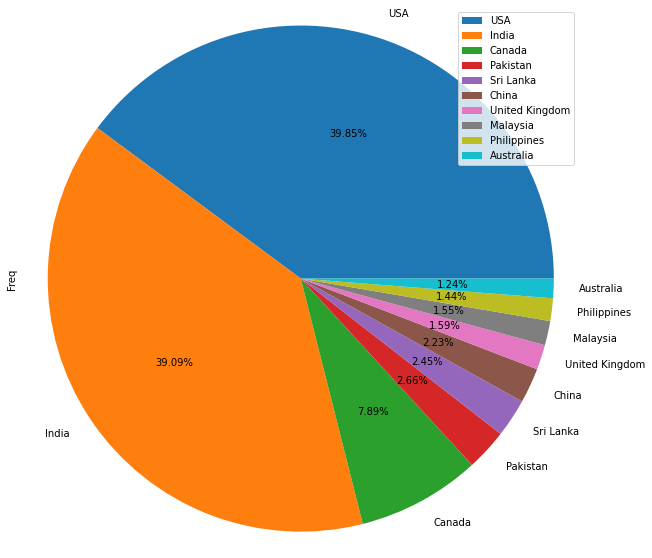 USA
USA
India
Canada
Pakistan
Sri Lanka
China
United Kingdom
Malaysia
Philippines
Australia
39.85%
Freq
39.09%
India
7.89%
Canada
2.66%
Pakistan
2.45%
Sri Lanka
2.23%
China
1.59%
United Kingdom
1.55%
Malaysia
1.44%
Philippines
1.24%
Australia